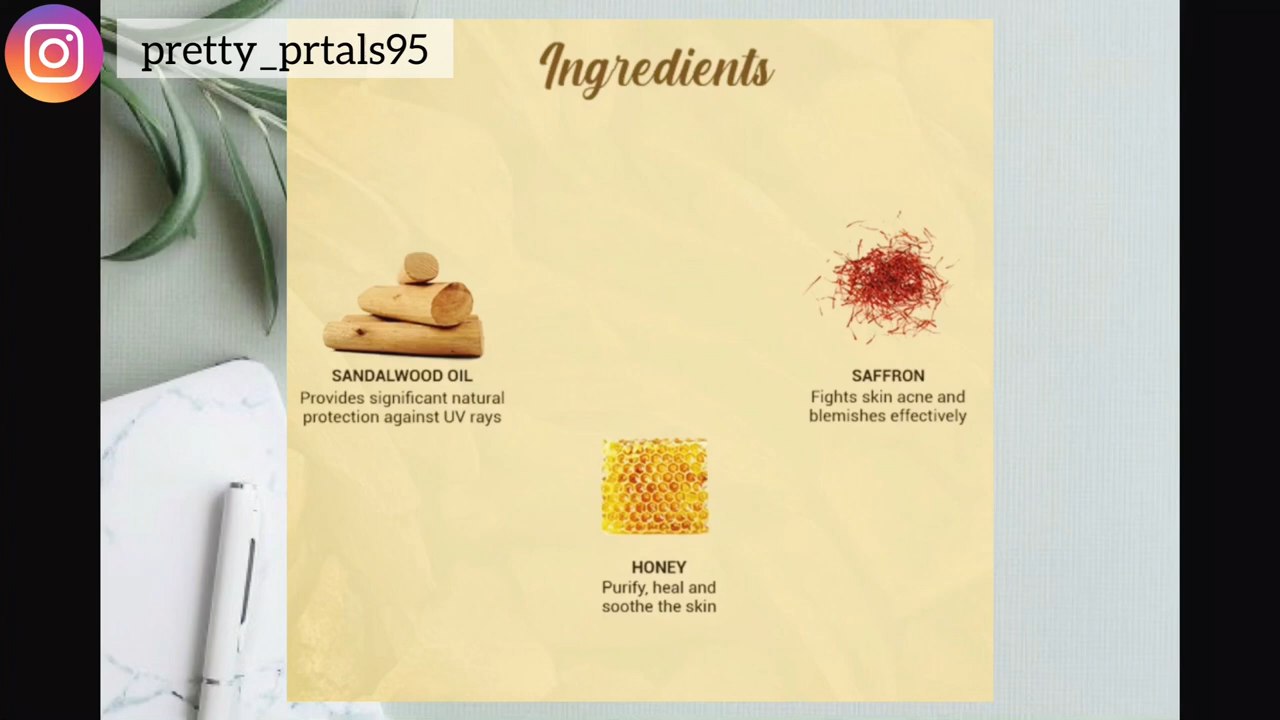 pretty_prtals95
Ingredients
SANDALWOOD OIL
Provides significant natural
protection against UV rays
SAFFRON
Fights skin acne and
blemishes effectively
HONEY
Purify, heal and
soothe the skin